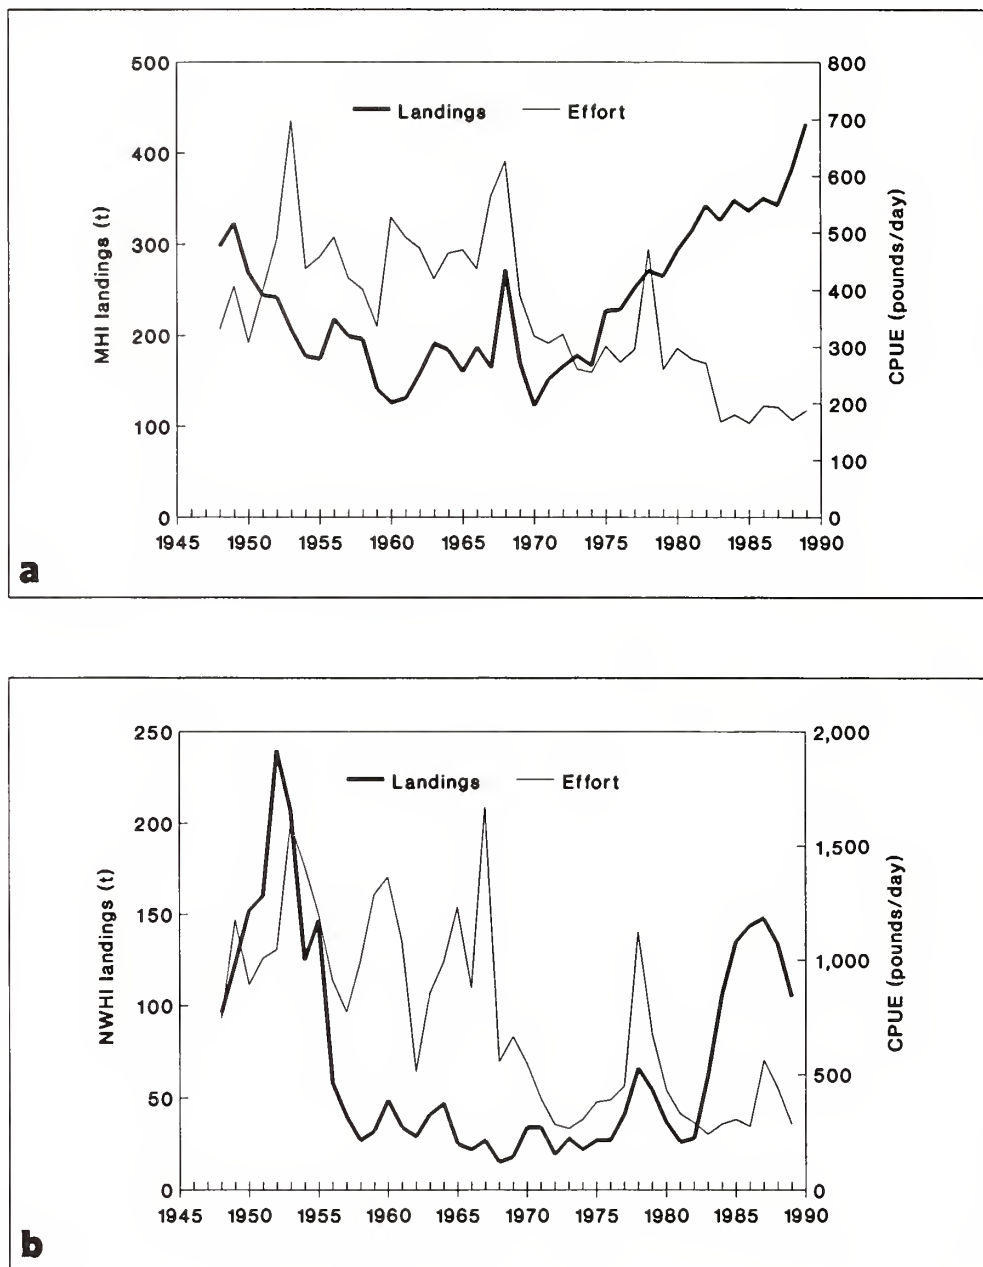 500
400
300
200
100
0
MHI landings (t)
Landings Effort
800
700
600
500
400
300
200
100
0
CPUE (pounds/day)
1945 1950 1955 1960 1965 1970 1975 1980 1985 1990
a
250
200
150
100
50
0
NWHI landings (t)
Landings Effort
2,000
1,500
1,000
500
0
CPUE (pounds/day)
1945 1950 1955 1960 1965 1970 1975 1980 1985 1990
b